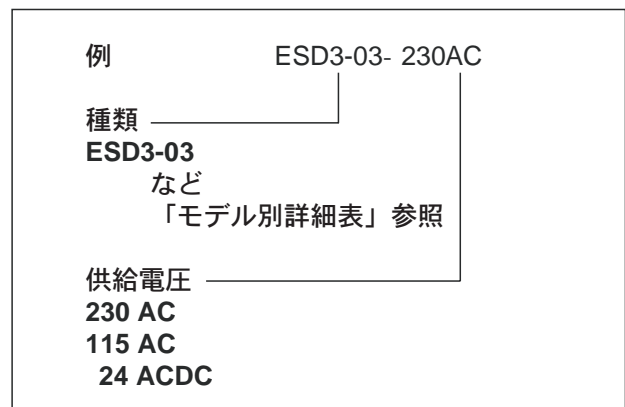 例 ESD3-03- 230AC
種類
ESD3-03
など
「モデル別詳細表」参照
供給電圧
230 AC
115 AC
24 ACDC